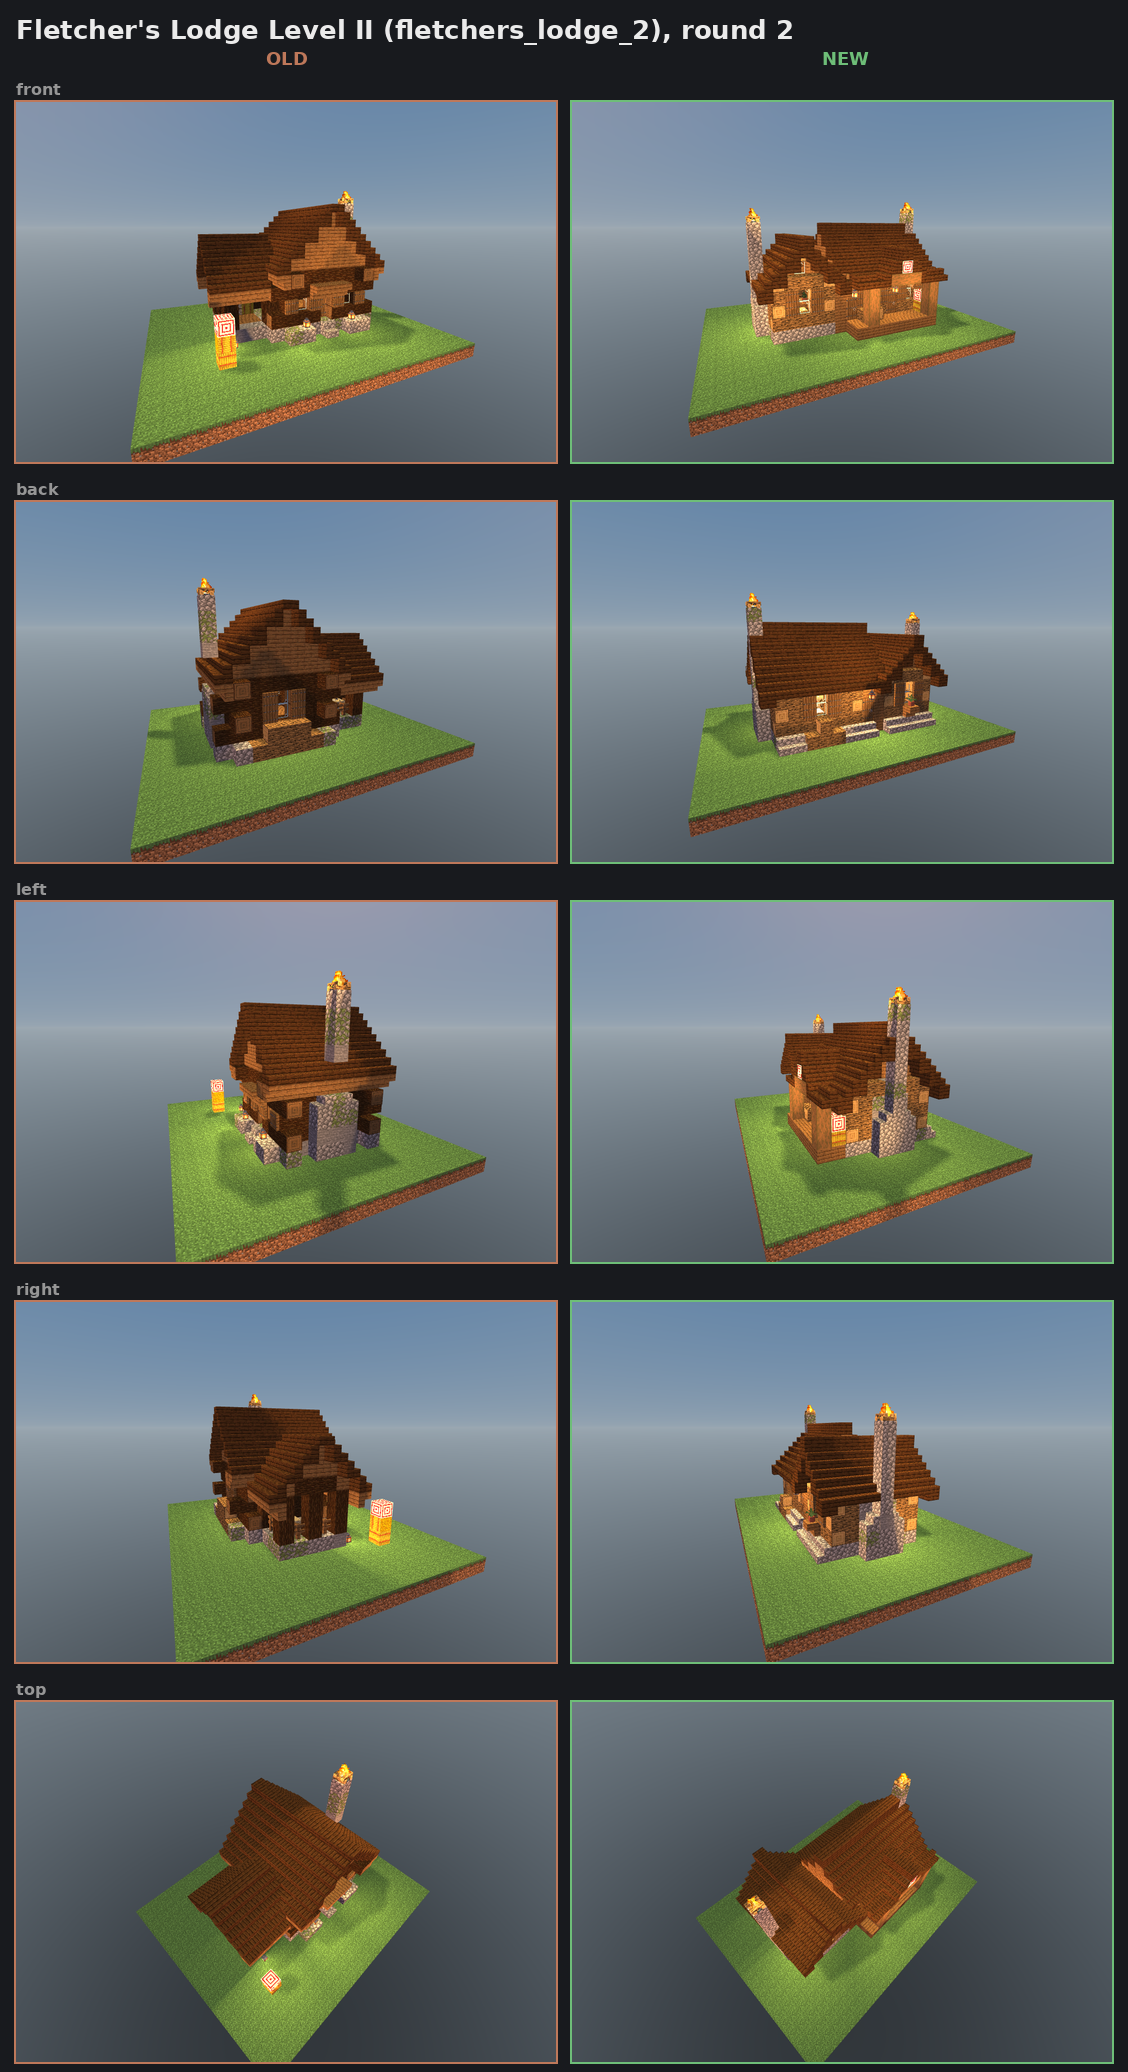 Fletcher's Lodge Level II (fletchers_lodge_2), round 2
OLD
NEW
front
back
left
right
top